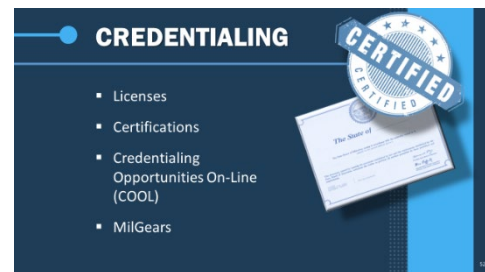 CREDENTIALING
CERTIFIED
CERTIFIED
▪ Licenses
▪ Certifications
▪ Credentialing
Opportunities On-Line
(COOL)
▪ MilGears
The State of